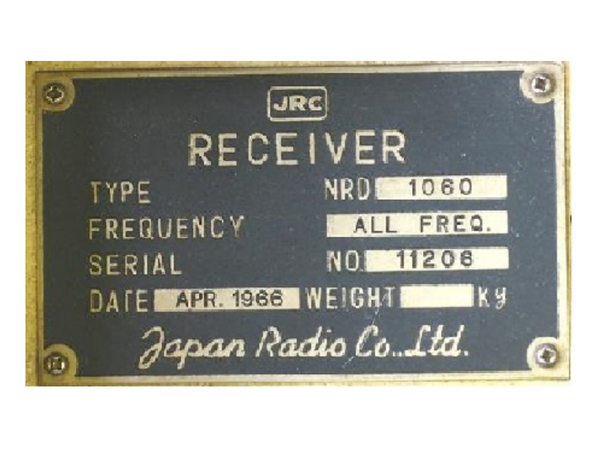 JRC
RECEIVER
TYPE NRD 1060
FREQUENCY ALL FREQ.
SERIAL NO. 11206
DATE APR. 1966 WEIGHT kg
Japan Radio Co., Ltd.